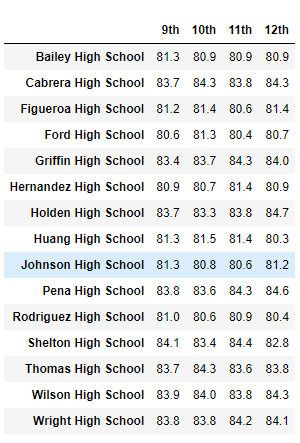 9th 10th 11th 12th
Bailey High School 81.3 80.9 80.9 80.9
Cabrera High School 83.7 84.3 83.8 84.3
Figueroa High School 81.2 81.4 80.6 81.4
Ford High School 80.6 81.3 80.4 80.7
Griffin High School 83.4 83.7 84.3 84.0
Hernandez High School 80.9 80.7 81.4 80.9
Holden High School 83.7 83.3 83.8 84.7
Huang High School 81.3 81.5 81.4 80.3
Johnson High School 81.3 80.8 80.6 81.2
Pena High School 83.8 83.6 84.3 84.6
Rodriguez High School 81.0 80.6 80.9 80.4
Shelton High School 84.1 83.4 84.4 82.8
Thomas High School 83.7 84.3 83.6 83.8
Wilson High School 83.9 84.0 83.8 84.3
Wright High School 83.8 83.8 84.2 84.1